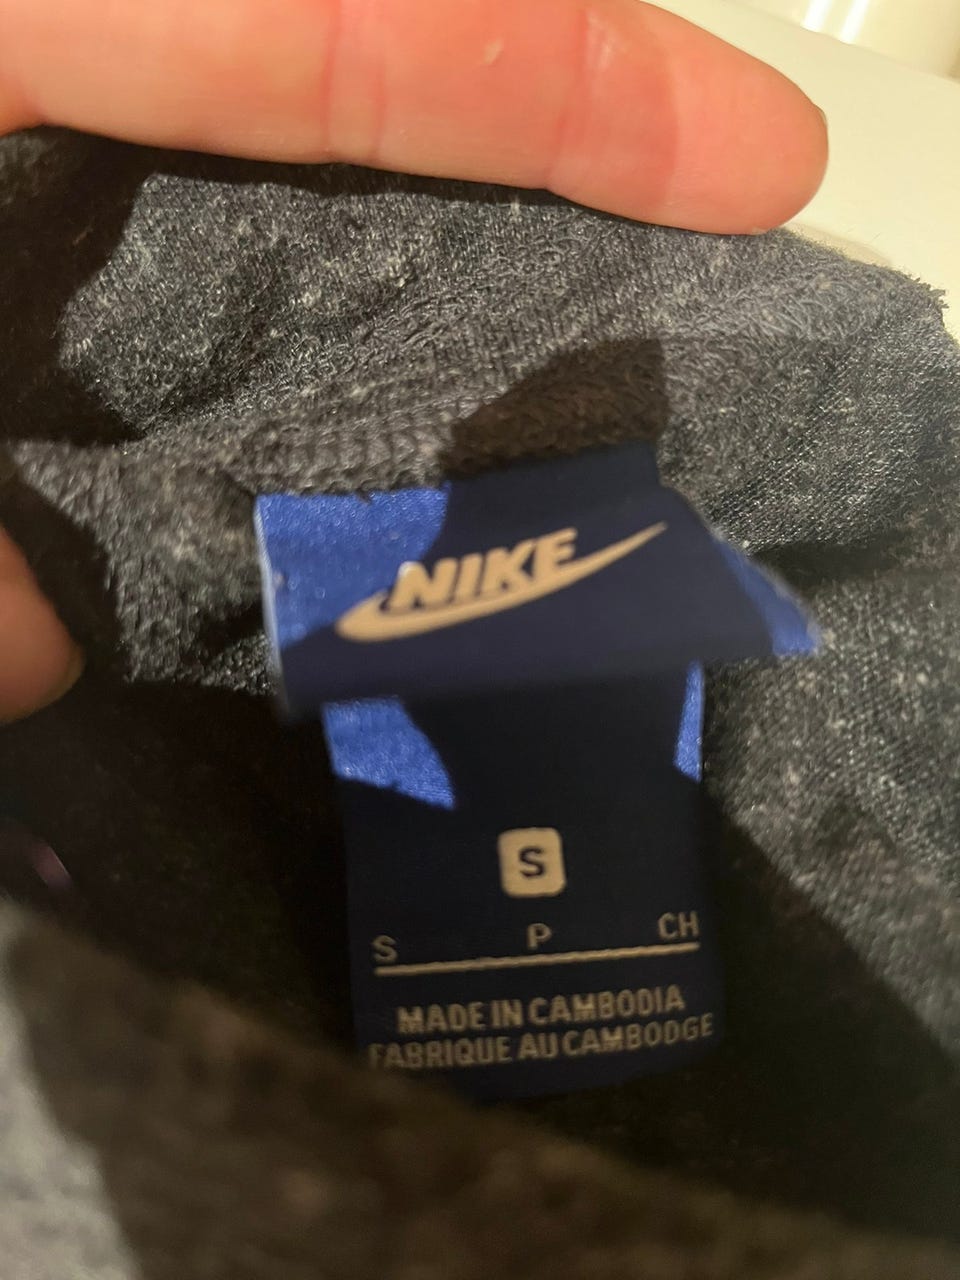 NIKE
S
S P CH
MADE IN CAMBODIA
FABRIQUE AU CAMBODGE